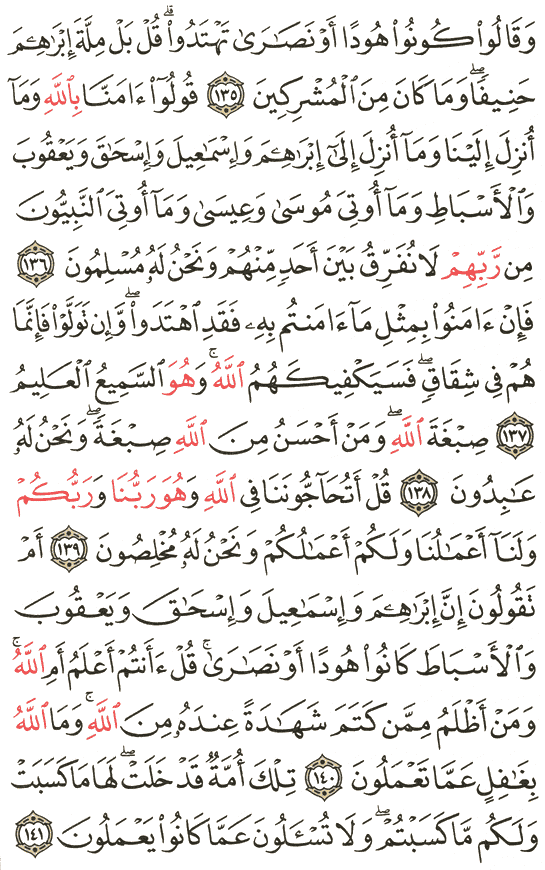 وَقَالُوا۟ كُونُوا۟ هُودًا أَوْ نَصَـٰرَىٰ تَهْتَدُوا۟ ۗ قُلْ بَلْ مِلَّةَ إِبْرَٰهِـۧمَ
حَنِيفًا ۖ وَمَا كَانَ مِنَ ٱلْمُشْرِكِينَ ١٣٥ قُولُوٓا۟ ءَامَنَّا بِٱللَّهِ وَمَآ
أُنزِلَ إِلَيْنَا وَمَآ أُنزِلَ إِلَىٰٓ إِبْرَٰهِـۧمَ وَإِسْمَـٰعِيلَ وَإِسْحَـٰقَ وَيَعْقُوبَ
وَٱلْأَسْبَاطِ وَمَآ أُوتِىَ مُوسَىٰ وَعِيسَىٰ وَمَآ أُوتِىَ ٱلنَّبِيُّونَ
مِن رَّبِّهِمْ لَا نُفَرِّقُ بَيْنَ أَحَدٍ مِّنْهُمْ وَنَحْنُ لَهُۥ مُسْلِمُونَ ١٣٦
فَإِنْ ءَامَنُوا۟ بِمِثْلِ مَآ ءَامَنتُم بِهِۦ فَقَدِ ٱهْتَدَوا۟ ۖ وَّإِن تَوَلَّوْا۟ فَإِنَّمَا
هُمْ فِى شِقَاقٍ ۖ فَسَيَكْفِيكَهُمُ ٱللَّهُ ۚ وَهُوَ ٱلسَّمِيعُ ٱلْعَلِيمُ
١٣٧ صِبْغَةَ ٱللَّهِ ۖ وَمَنْ أَحْسَنُ مِنَ ٱللَّهِ صِبْغَةً ۖ وَنَحْنُ لَهُۥ
عَـٰبِدُونَ ١٣٨ قُلْ أَتُحَآجُّونَنَا فِى ٱللَّهِ وَهُوَ رَبُّنَا وَرَبُّكُمْ
وَلَنَآ أَعْمَـٰلُنَا وَلَكُمْ أَعْمَـٰلُكُمْ وَنَحْنُ لَهُۥ مُخْلِصُونَ ١٣٩ أَمْ
تَقُولُونَ إِنَّ إِبْرَٰهِـۧمَ وَإِسْمَـٰعِيلَ وَإِسْحَـٰقَ وَيَعْقُوبَ
وَٱلْأَسْبَاطَ كَانُوا۟ هُودًا أَوْ نَصَـٰرَىٰ ۗ قُلْ ءَأَنتُمْ أَعْلَمُ أَمِ ٱللَّهُ ۗ
وَمَنْ أَظْلَمُ مِمَّن كَتَمَ شَهَـٰدَةً عِندَهُۥ مِنَ ٱللَّهِ ۗ وَمَا ٱللَّهُ
بِغَـٰفِلٍ عَمَّا تَعْمَلُونَ ١٤٠ تِلْكَ أُمَّةٌ قَدْ خَلَتْ ۖ لَهَا مَا كَسَبَتْ
وَلَكُم مَّا كَسَبْتُمْ ۖ وَلَا تُسْـَٔلُونَ عَمَّا كَانُوا۟ يَعْمَلُونَ ١٤١